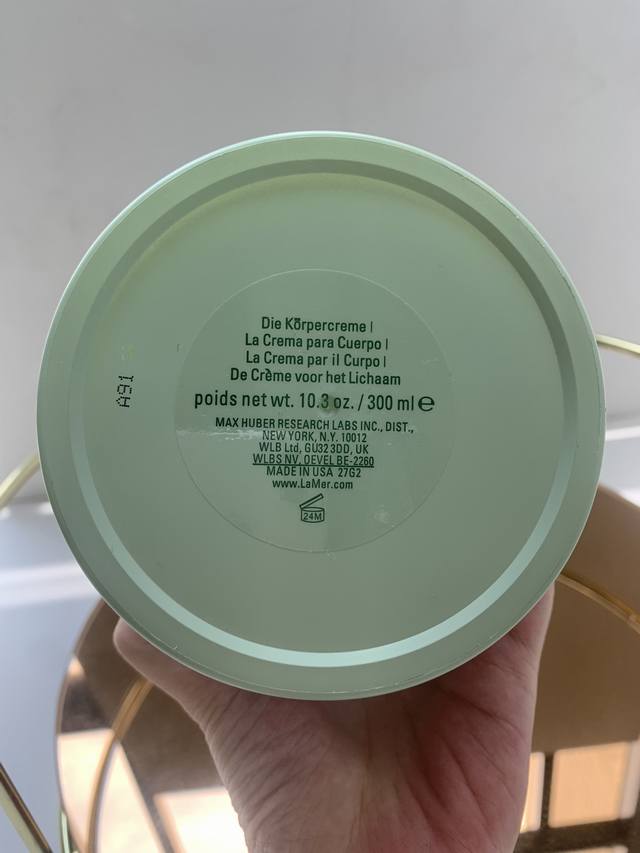 Die Körpercreme |
La Crema para Cuerpo |
La Crema par il Curpo |
De Crème voor het Lichaam
poids net wt. 10.3 oz. / 300 ml ℮
MAX HUBER RESEARCH LABS INC., DIST.,
NEW YORK, N.Y. 10012
WLB Ltd, GU32 3DD, UK
WLBS NV, OEVEL BE-2260
MADE IN USA 27G2
www.LaMer.com
24M
A91